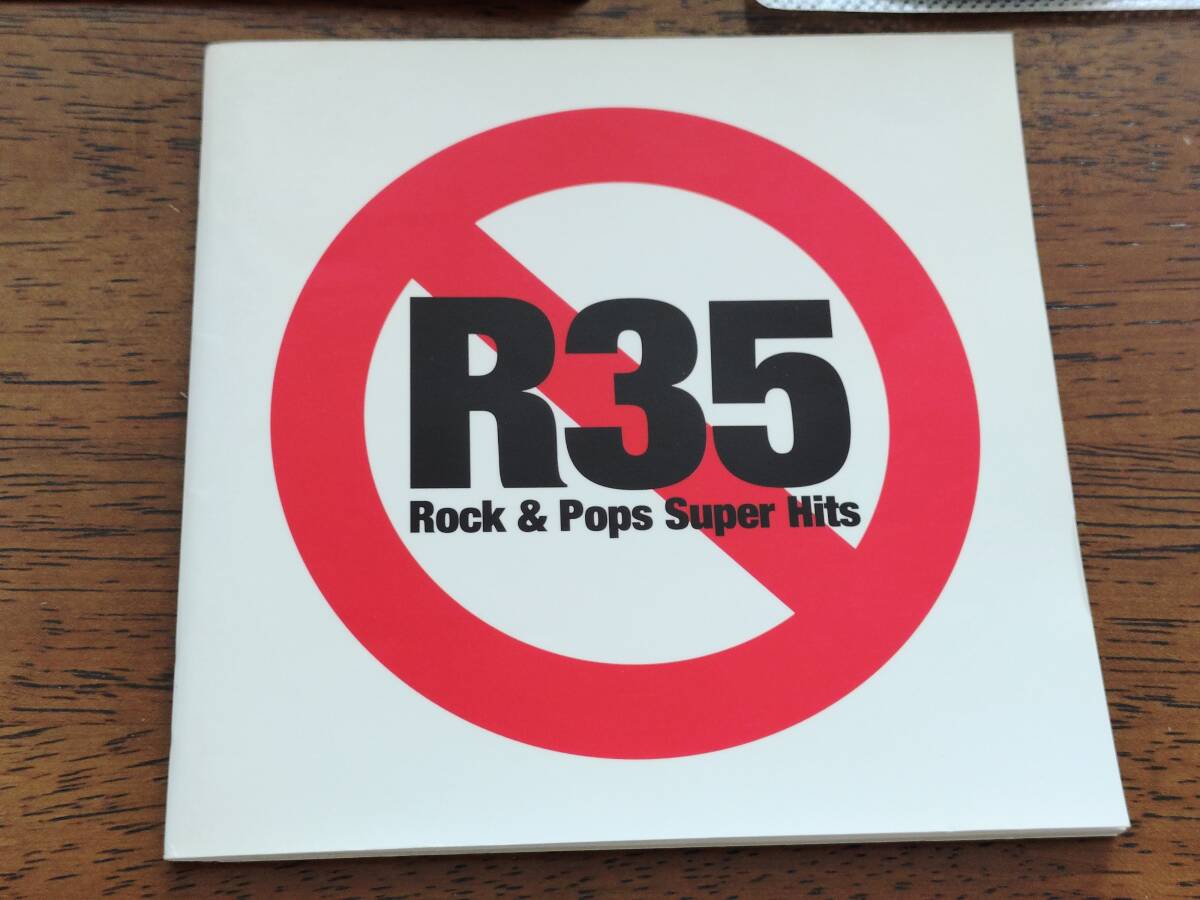 R35
Rock & Pops Super Hits